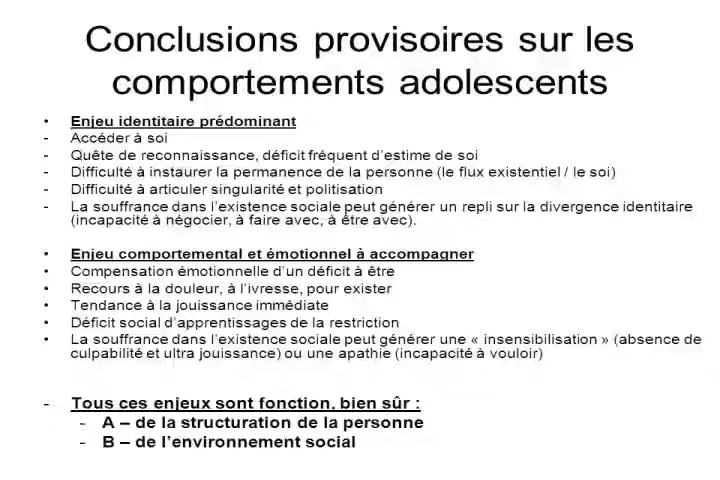 Conclusions provisoires sur les
comportements adolescents
• Enjeu identitaire prédominant
- Accéder à soi
- Quête de reconnaissance, déficit fréquent d'estime de soi
- Difficulté à instaurer la permanence de la personne (le flux existentiel / le soi)
- Difficulté à articuler singularité et politisation
- La souffrance dans l'existence sociale peut générer un repli sur la divergence identitaire
(incapacité à négocier, à faire avec, à être avec).
• Enjeu comportemental et émotionnel à accompagner
• Compensation émotionnelle d'un déficit à être
• Recours à la douleur, à l'ivresse, pour exister
• Tendance à la jouissance immédiate
• Déficit social d'apprentissages de la restriction
• La souffrance dans l'existence sociale peut générer une « insensibilisation » (absence de
culpabilité et ultra jouissance) ou une apathie (incapacité à vouloir)
- Tous ces enjeux sont fonction, bien sûr :
- A – de la structuration de la personne
- B – de l'environnement social